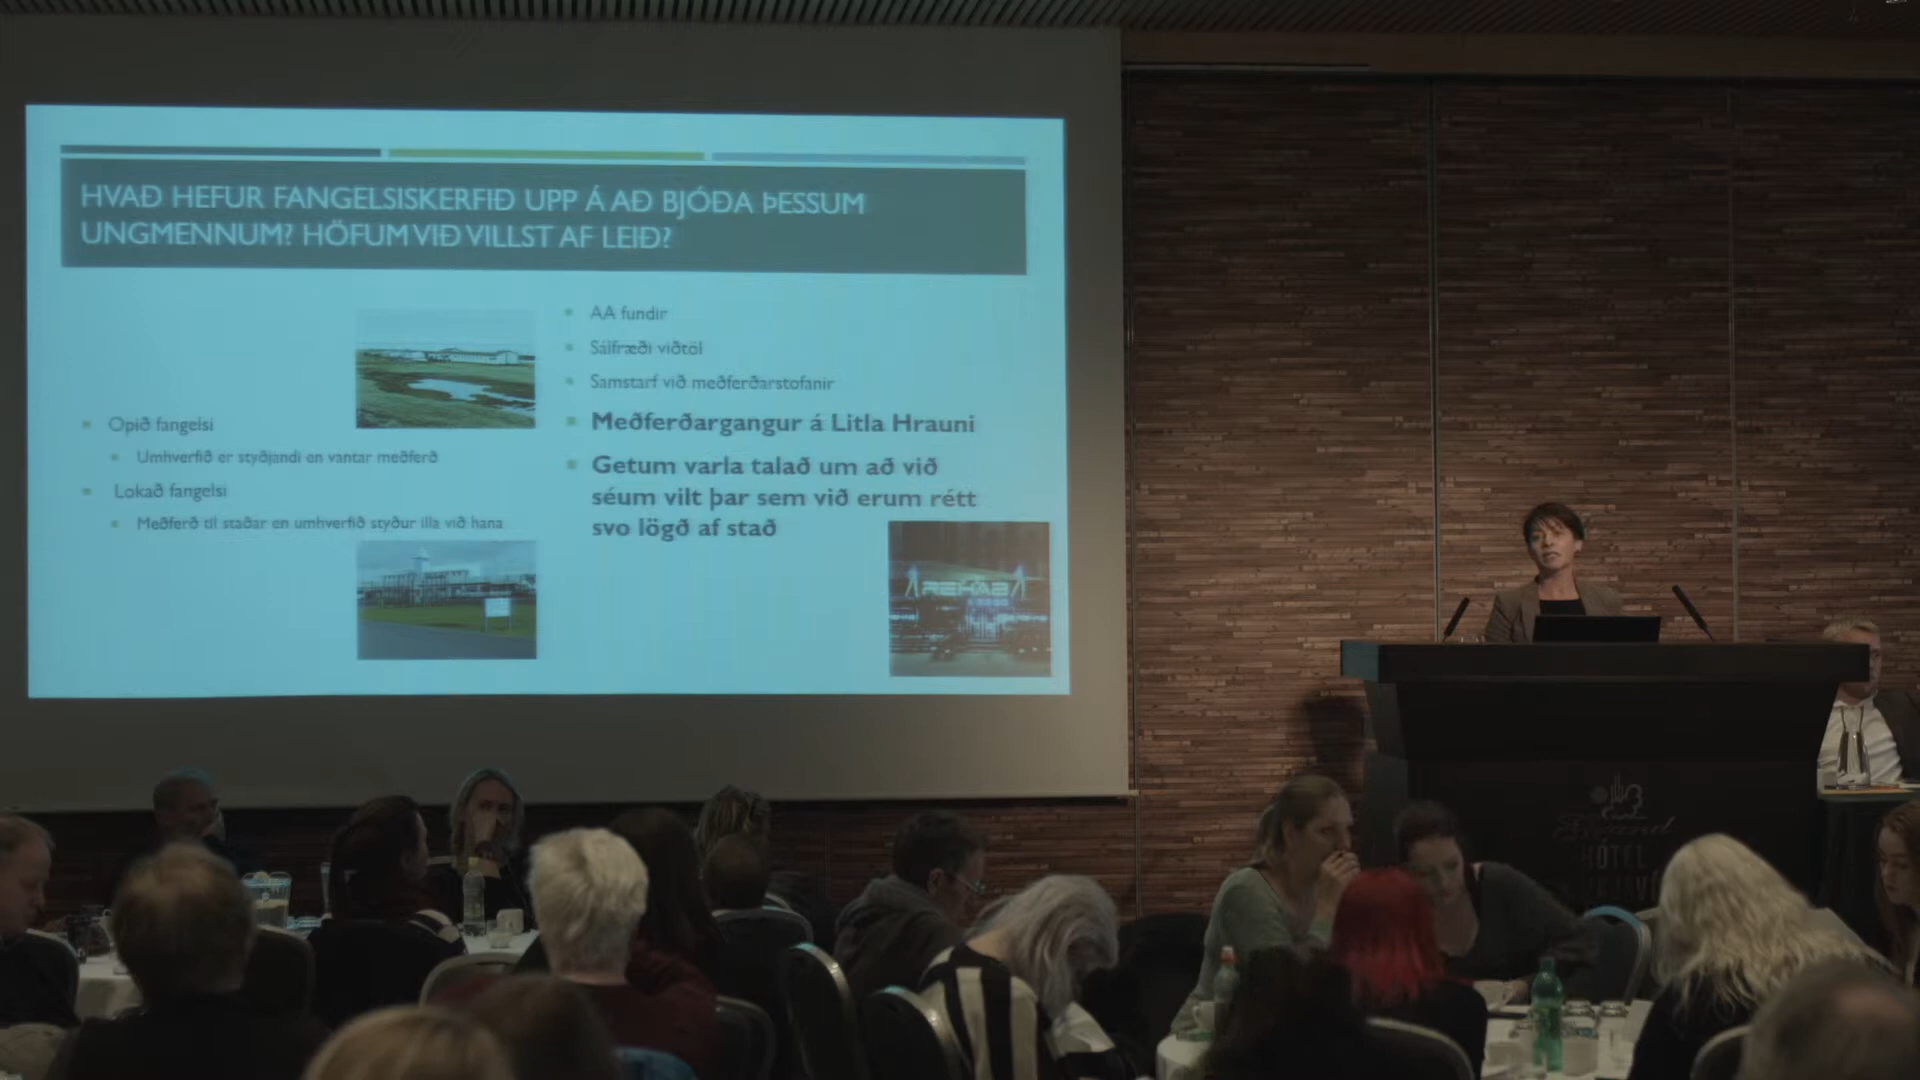 HVAÐ HEFUR FANGELSISKERFIÐ UPP Á AÐ BJÓÐA ÞESSUM
UNGMENNUM? HÖFUM VIÐ VILLST AF LEIÐ?
Opið fangelsi
Umhverfið er styðjandi en vantar meðferð
Lokað fangelsi
Meðferð til staðar en umhverfið styður illa við hana
AA fundir
Sálfræði viðtöl
Samstarf við meðferðarstofanir
Meðferðargangur á Litla Hrauni
Getum varla talað um að við
séum vilt þar sem við erum rétt
svo lögð af stað
REHAB
HÓTEL